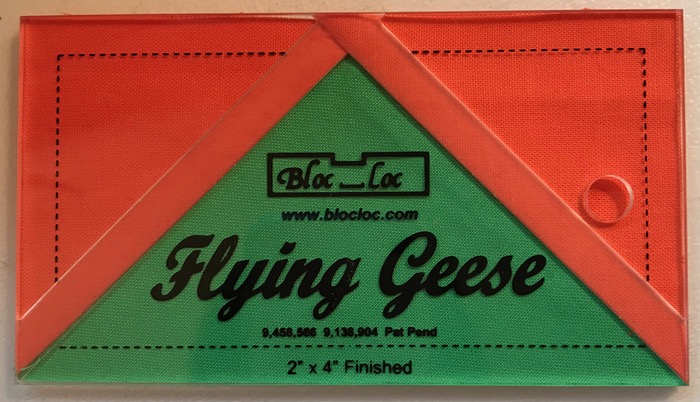 Bloc_Loc
www.blocloc.com
Flying Geese
9,458,566 9,138,904 Pat Pend
2" x 4" Finished